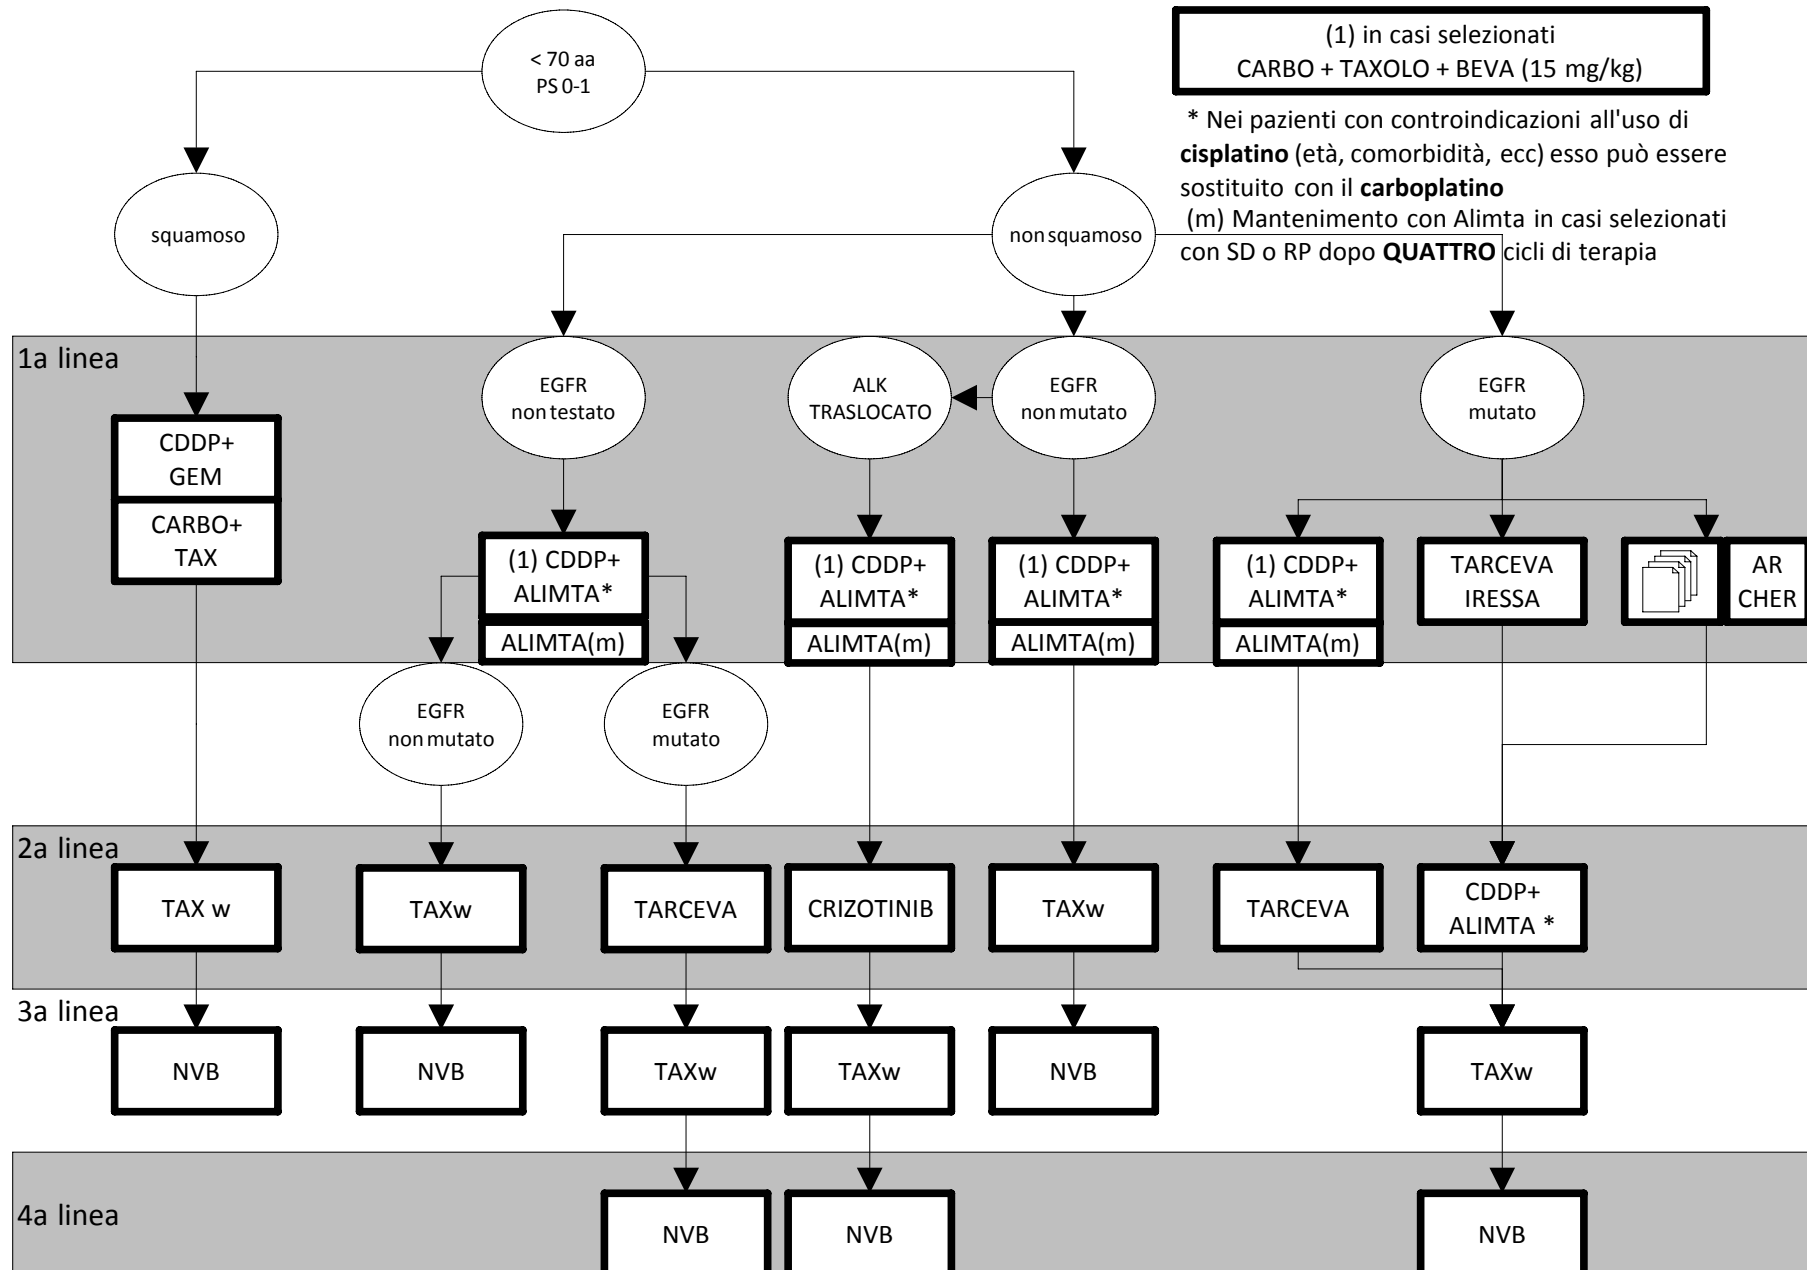 < 70 aa
PS 0-1
(1) in casi selezionati
CARBO + TAXOLO + BEVA (15 mg/kg)
* Nei pazienti con controindicazioni all'uso di
cisplatino (età, comorbidità, ecc) esso può essere
sostituito con il carboplatino
(m) Mantenimento con Alimta in casi selezionati
con SD o RP dopo QUATTRO cicli di terapia
squamoso
non squamoso
1a linea
EGFR
non testato
ALK
TRASLOCATO
EGFR
non mutato
EGFR
mutato
CDDP+
GEM
CARBO+
TAX
(1) CDDP+
ALIMTA*
ALIMTA(m)
(1) CDDP+
ALIMTA*
ALIMTA(m)
(1) CDDP+
ALIMTA*
ALIMTA(m)
(1) CDDP+
ALIMTA*
ALIMTA(m)
TARCEVA
IRESSA
AR
CHER
EGFR
non mutato
EGFR
mutato
2a linea
TAX w
TAXw
TARCEVA
CRIZOTINIB
TAXw
TARCEVA
CDDP+
ALIMTA *
3a linea
NVB
NVB
TAXw
TAXw
NVB
TAXw
4a linea
NVB
NVB
NVB